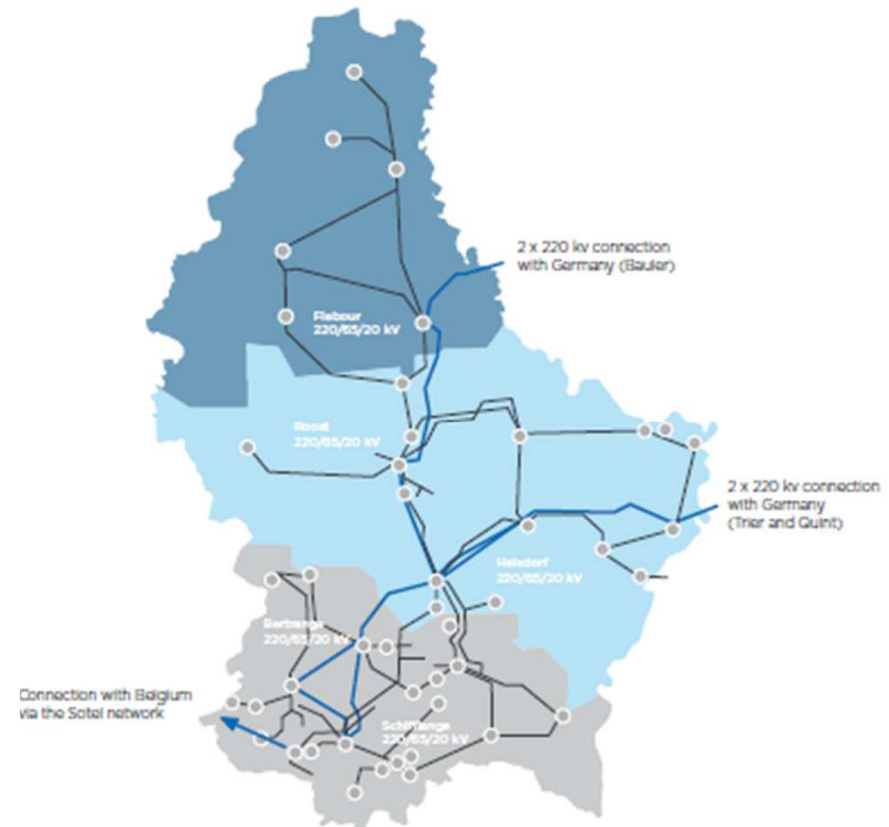 2 x 220 kv connection
with Germany (Bauler)
Flebour
220/65/20 kV
Roost
220/65/20 kV
2 x 220 kv connection
with Germany
(Trier and Quint)
Heisdorf
220/65/20 kV
Bertrange
220/65/20 kV
Connection with Belgium
via the Sotel network
Schifflange
220/65/20 kV